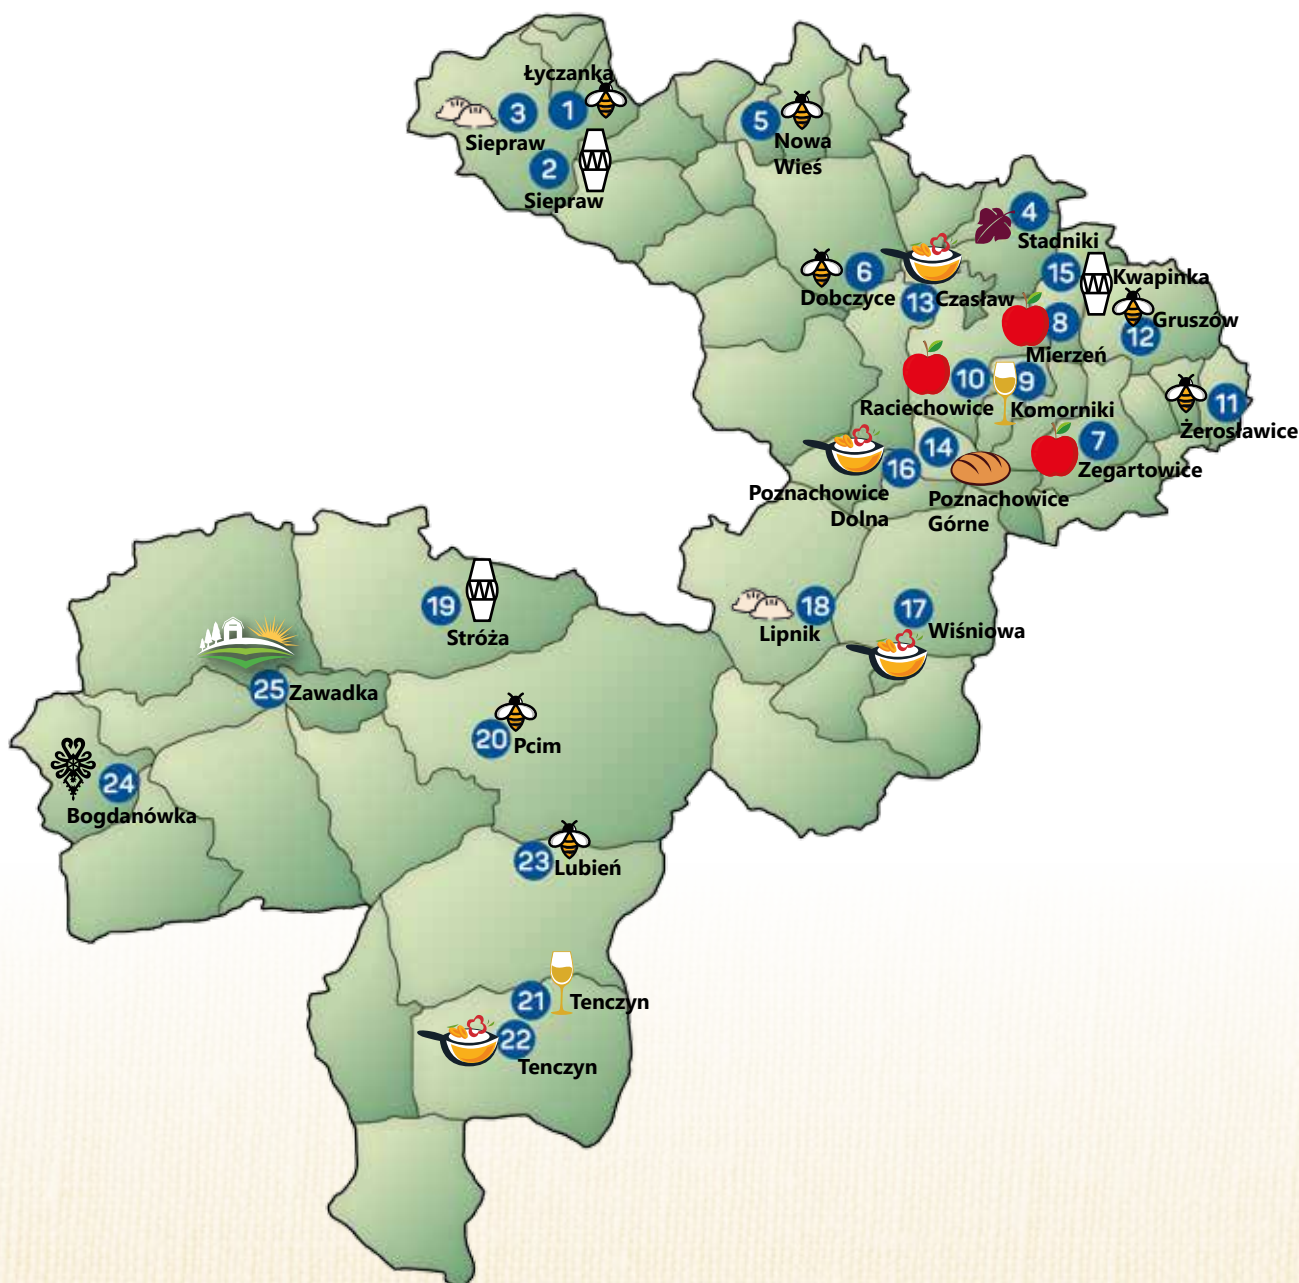 Łyczanka
3
1
Siepraw
2
Siepraw
5
Nowa
Wieś
4
Stadniki
6
Dobczyce
13
Czasław
15
Kwapinka
8
Mierzeń
Gruszów
12
10
Raciechowice
9
Komorniki
11
Żerosławice
14
7
Zegartowice
16
Poznachowice
Dolna
Poznachowice
Górne
19
Stróża
18
Lipnik
17
Wiśniowa
25
Zawadka
20
Pcim
24
Bogdanówka
23
Lubień
21
Tenczyn
22
Tenczyn